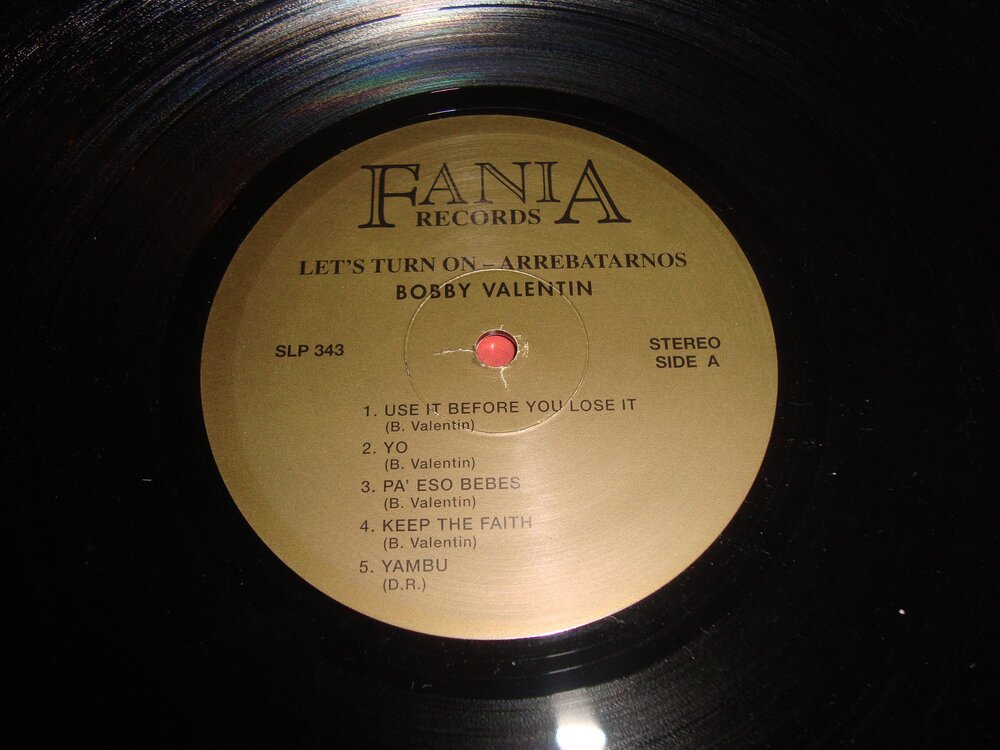 FANIA
RECORDS
LET'S TURN ON – ARREBATARNOS
BOBBY VALENTIN
SLP 343
STEREO
SIDE A
1. USE IT BEFORE YOU LOSE IT
(B. Valentin)
2. YO
(B. Valentin)
3. PA' ESO BEBES
(B. Valentin)
4. KEEP THE FAITH
(B. Valentin)
5. YAMBU
(D.R.)